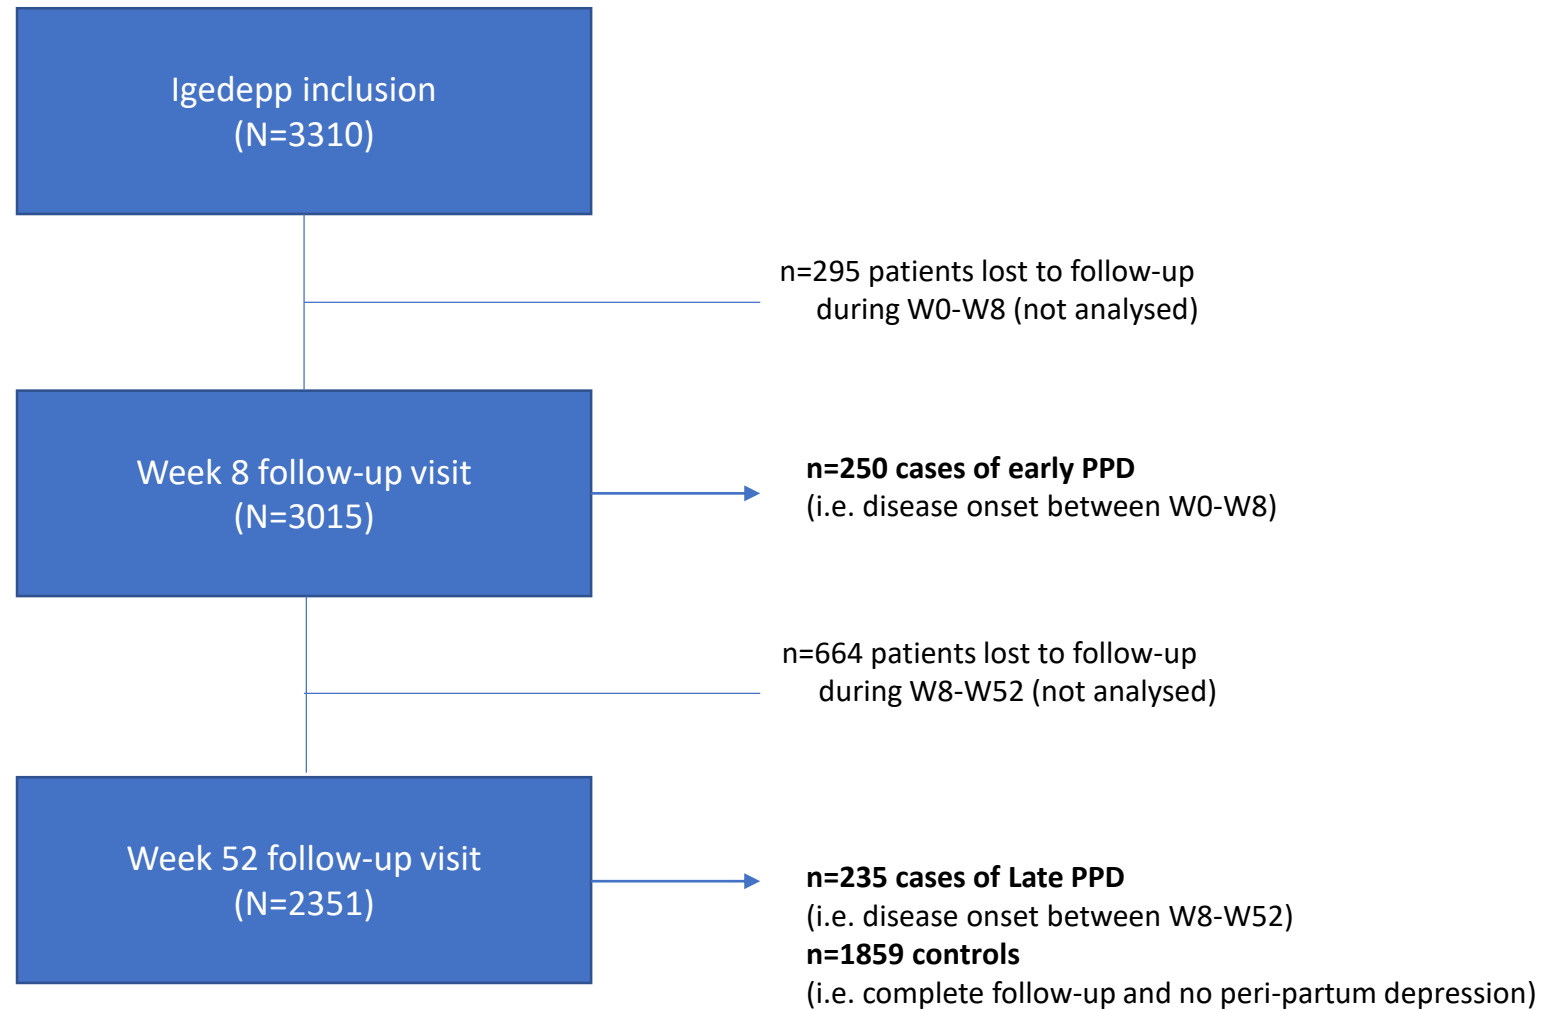 Igedepp inclusion
(N=3310)
n=295 patients lost to follow-up
during W0-W8 (not analysed)
Week 8 follow-up visit
(N=3015)
n=250 cases of early PPD
(i.e. disease onset between W0-W8)
n=664 patients lost to follow-up
during W8-W52 (not analysed)
Week 52 follow-up visit
(N=2351)
n=235 cases of Late PPD
(i.e. disease onset between W8-W52)
n=1859 controls
(i.e. complete follow-up and no peri-partum depression)